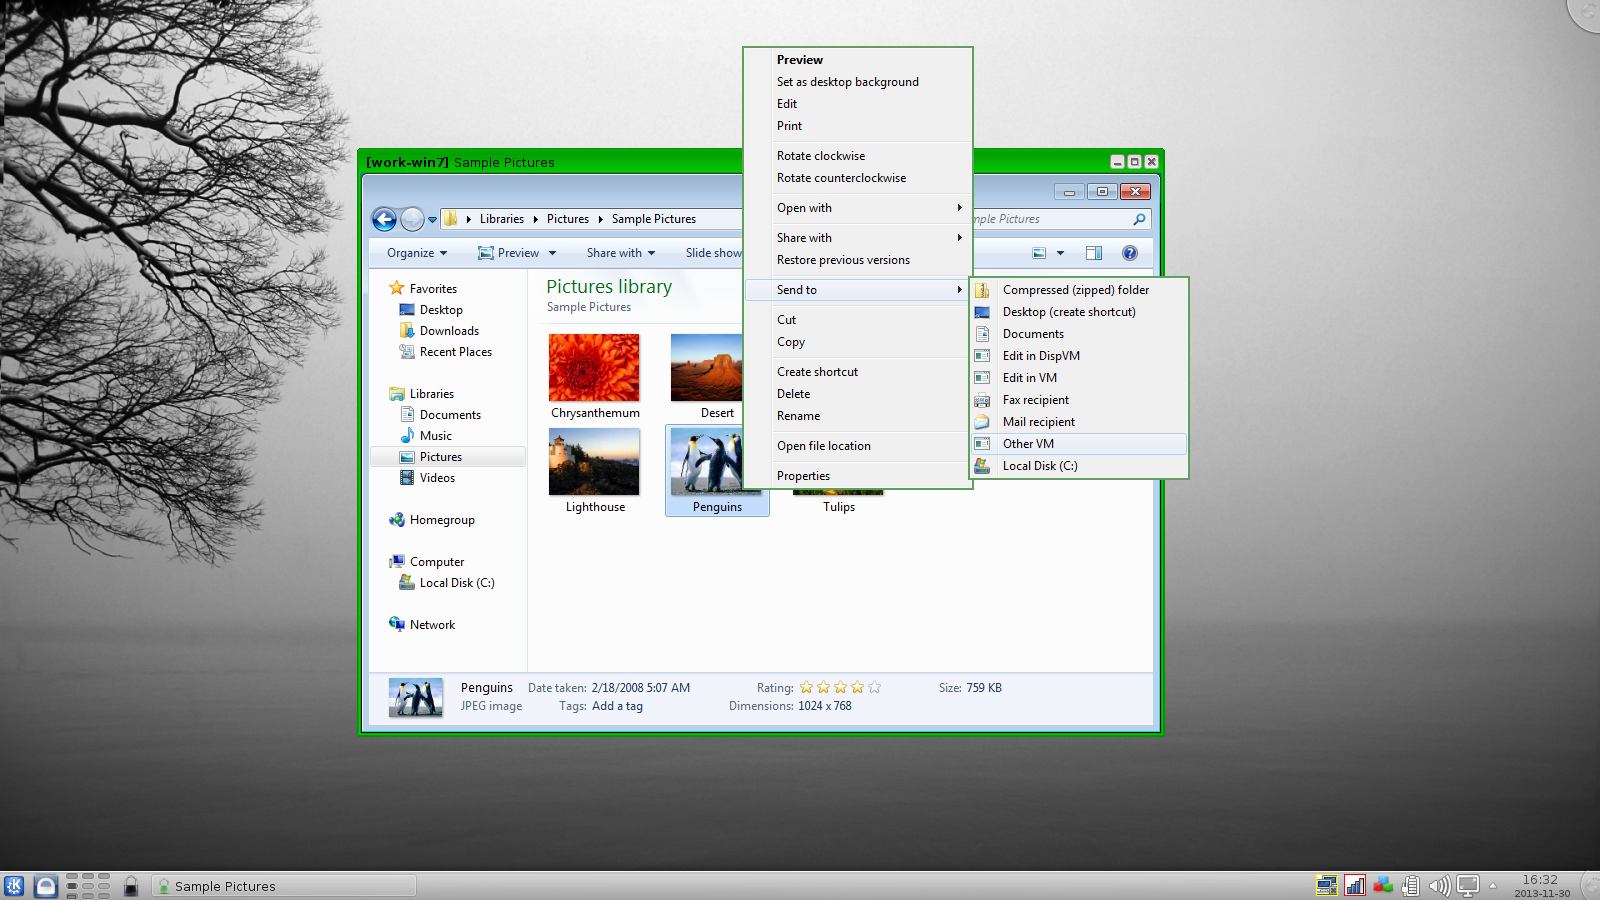 Preview
Set as desktop background
Edit
Print
Rotate clockwise
Rotate counterclockwise
Open with
Share with
Restore previous versions
Send to
Cut
Copy
Create shortcut
Delete
Rename
Open file location
Properties
[work-win7] Sample Pictures
Libraries
Pictures
Sample Pictures
Pictures
Organize
Preview
Share with
Slide show
Favorites
Desktop
Downloads
Recent Places
Libraries
Documents
Music
Pictures
Videos
Homegroup
Computer
Local Disk (C:)
Network
Pictures library
Sample Pictures
Chrysanthemum
Desert
Lighthouse
Penguins
Tulips
Compressed (zipped) folder
Desktop (create shortcut)
Documents
Edit in DispVM
Edit in VM
Fax recipient
Mail recipient
Other VM
Local Disk (C:)
Penguins Date taken: 2/18/2008 5:07 AM Rating: Size: 759 KB
JPEG image Tags: Add a tag Dimensions: 1024 x 768
Sample Pictures
16:32
2013-11-30